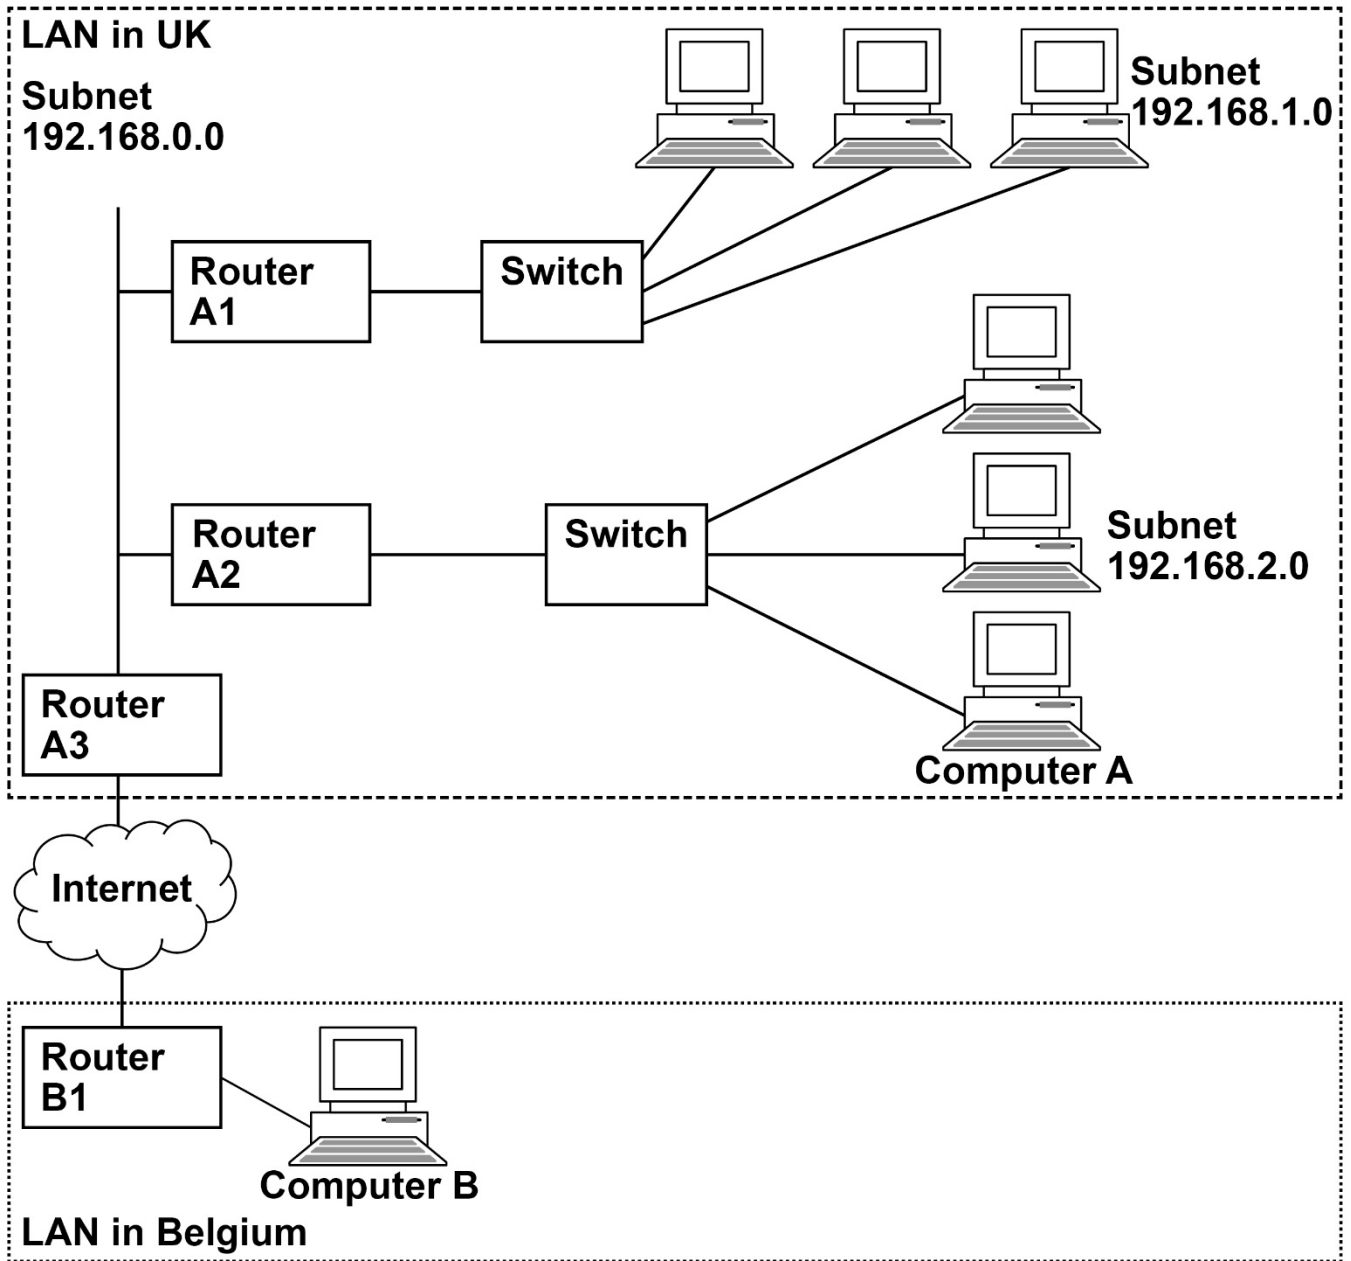 LAN in UK
Subnet
192.168.0.0
Subnet
192.168.1.0
Router
A1
Switch
Router
A2
Switch
Subnet
192.168.2.0
Router
A3
Computer A
Internet
Router
B1
Computer B
LAN in Belgium